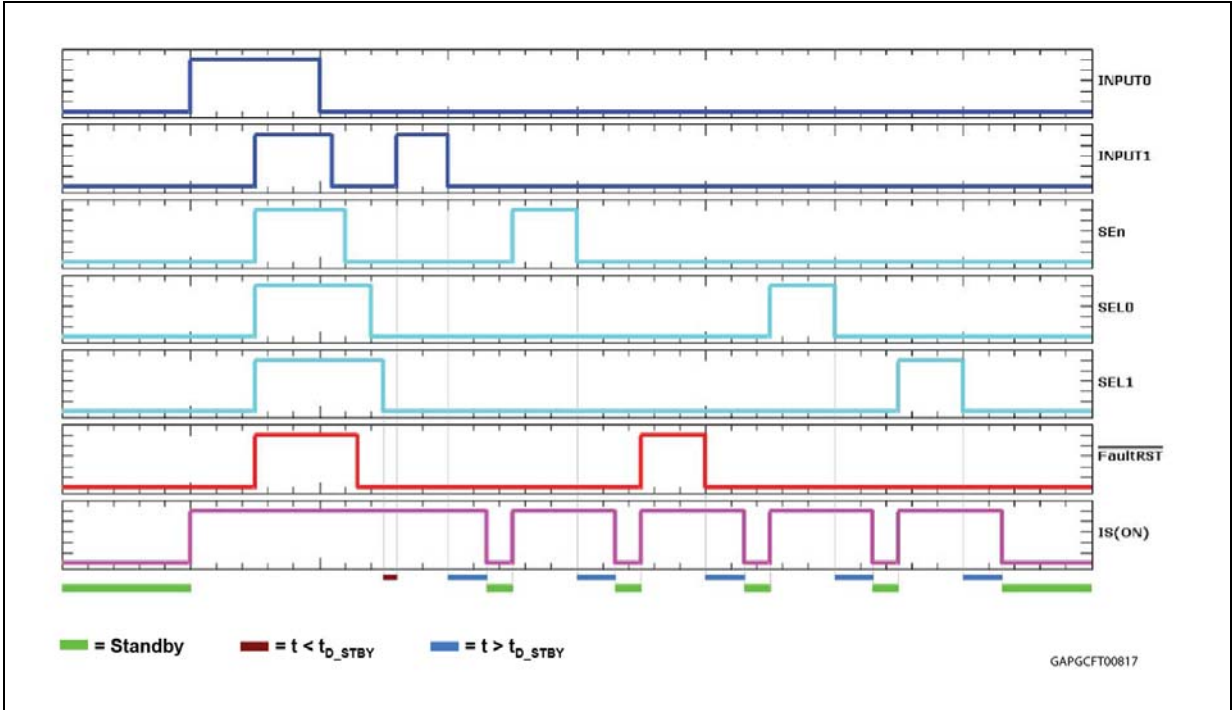 INPUT0
INPUT1
SEn
SEL0
SEL1
FaultRST
IS(ON)
= Standby
= t < tD_STBY
= t > tD_STBY
GAPGCFT00817